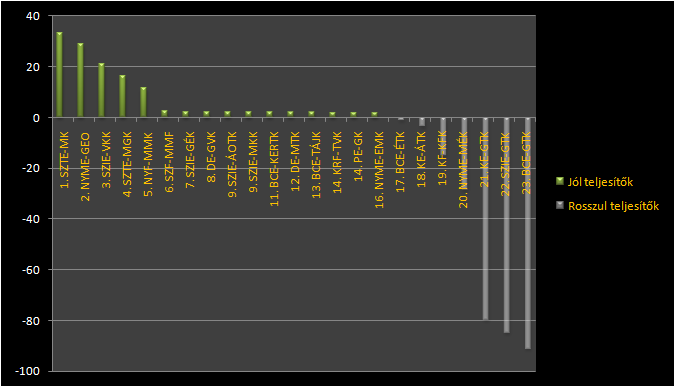 40
20
0
-20
-40
-60
-80
-100
1. SZTE-MK
2. NYME-GEO
3. SZIE-VKK
4. SZTE-MGK
5. NYF-MMK
6. SZF-MMF
7. SZIE-GÉK
8. DE-GVK
9. SZIE-ÁOTK
9. SZIE-MKK
11. BCE-KERTK
12. DE-MTK
13. BCE-TÁJK
14. KRF-TVK
14. PE-GK
16. NYME-EMK
17. BCE-ÉTK
18. KE-ÁTK
19. KF-KFK
20. NYME-MÉK
21. KE-GTK
22. SZIE-GTK
23. BCE-GTK
Jól teljesítők
Rosszul teljesítők